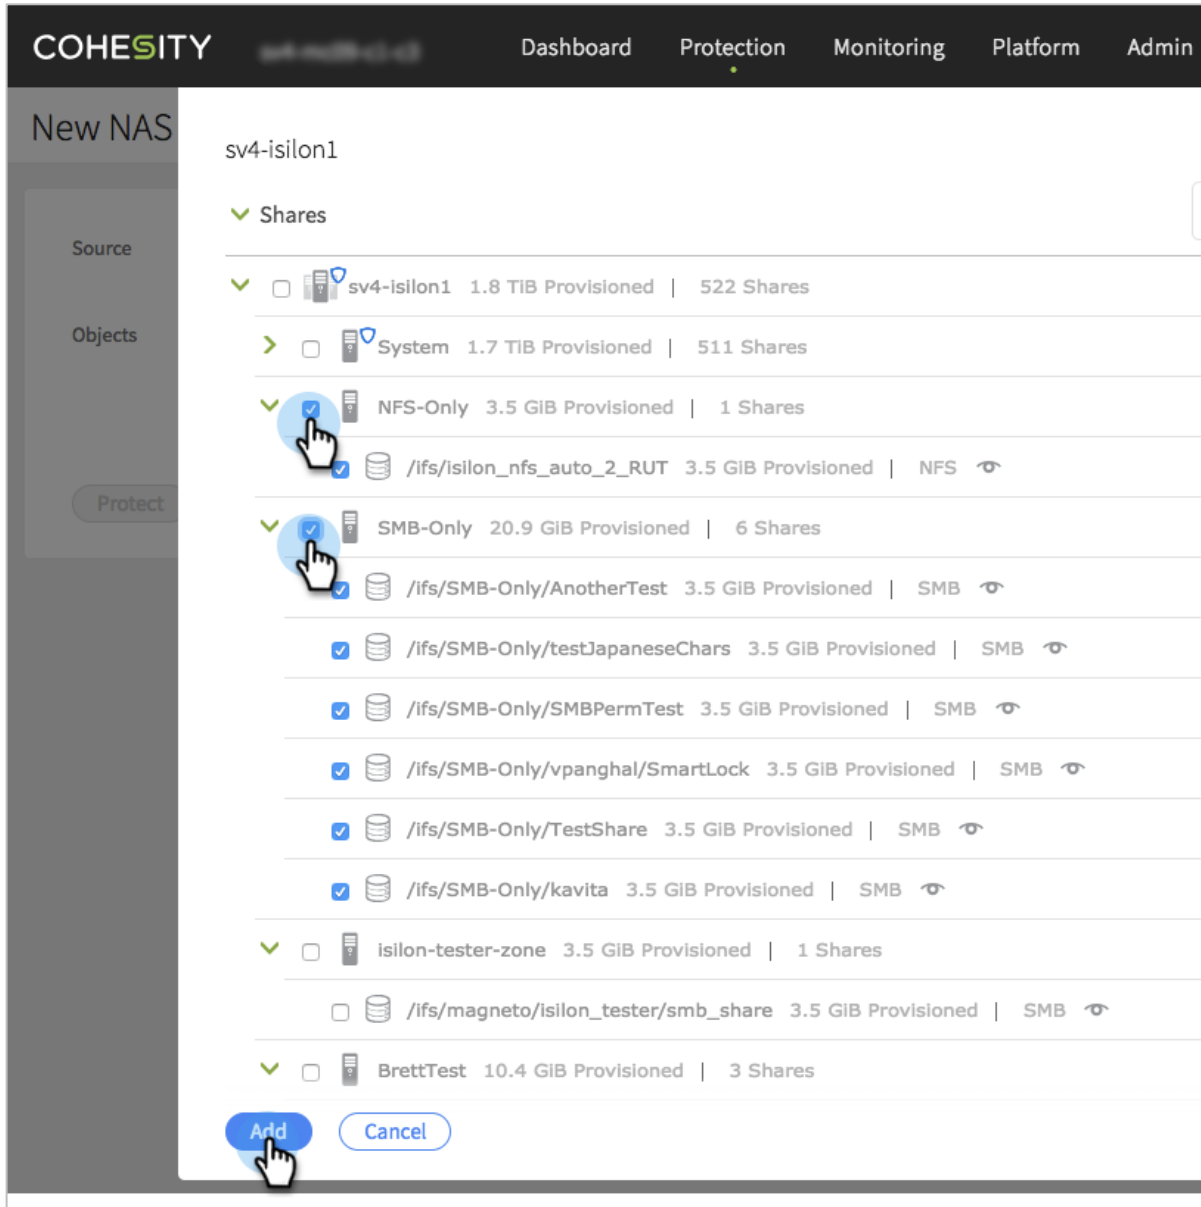 COHESITY Dashboard Protection Monitoring Platform Admin
New NAS
sv4-isilon1
Shares
Source
sv4-isilon1 1.8 TiB Provisioned | 522 Shares
Objects
System 1.7 TiB Provisioned | 511 Shares
NFS-Only 3.5 GiB Provisioned | 1 Shares
/ifs/isilon_nfs_auto_2_RUT 3.5 GiB Provisioned | NFS
Protect
SMB-Only 20.9 GiB Provisioned | 6 Shares
/ifs/SMB-Only/AnotherTest 3.5 GiB Provisioned | SMB
/ifs/SMB-Only/testJapaneseChars 3.5 GiB Provisioned | SMB
/ifs/SMB-Only/SMBPermTest 3.5 GiB Provisioned | SMB
/ifs/SMB-Only/vpanghal/SmartLock 3.5 GiB Provisioned | SMB
/ifs/SMB-Only/TestShare 3.5 GiB Provisioned | SMB
/ifs/SMB-Only/kavita 3.5 GiB Provisioned | SMB
isilon-tester-zone 3.5 GiB Provisioned | 1 Shares
/ifs/magneto/isilon_tester/smb_share 3.5 GiB Provisioned | SMB
BrettTest 10.4 GiB Provisioned | 3 Shares
Add Cancel